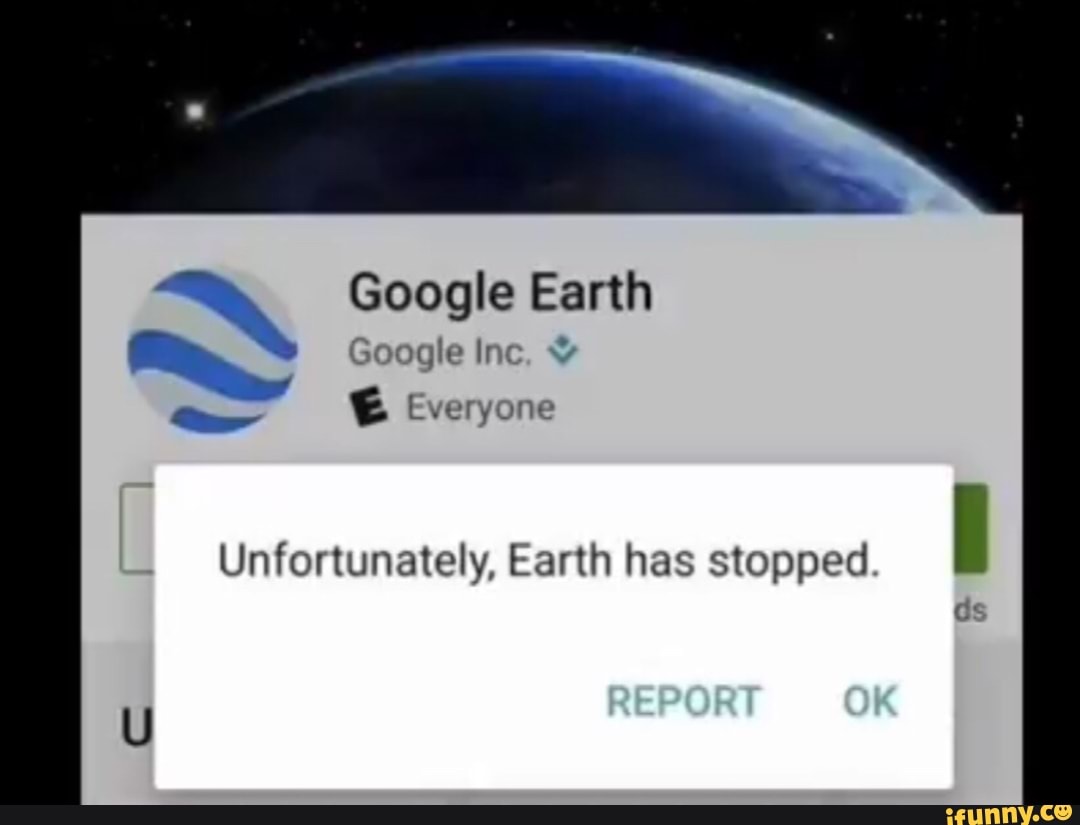 Google Earth
Google Inc.
E Everyone
Unfortunately, Earth has stopped.
ds
REPORT OK
U
ifunny.co